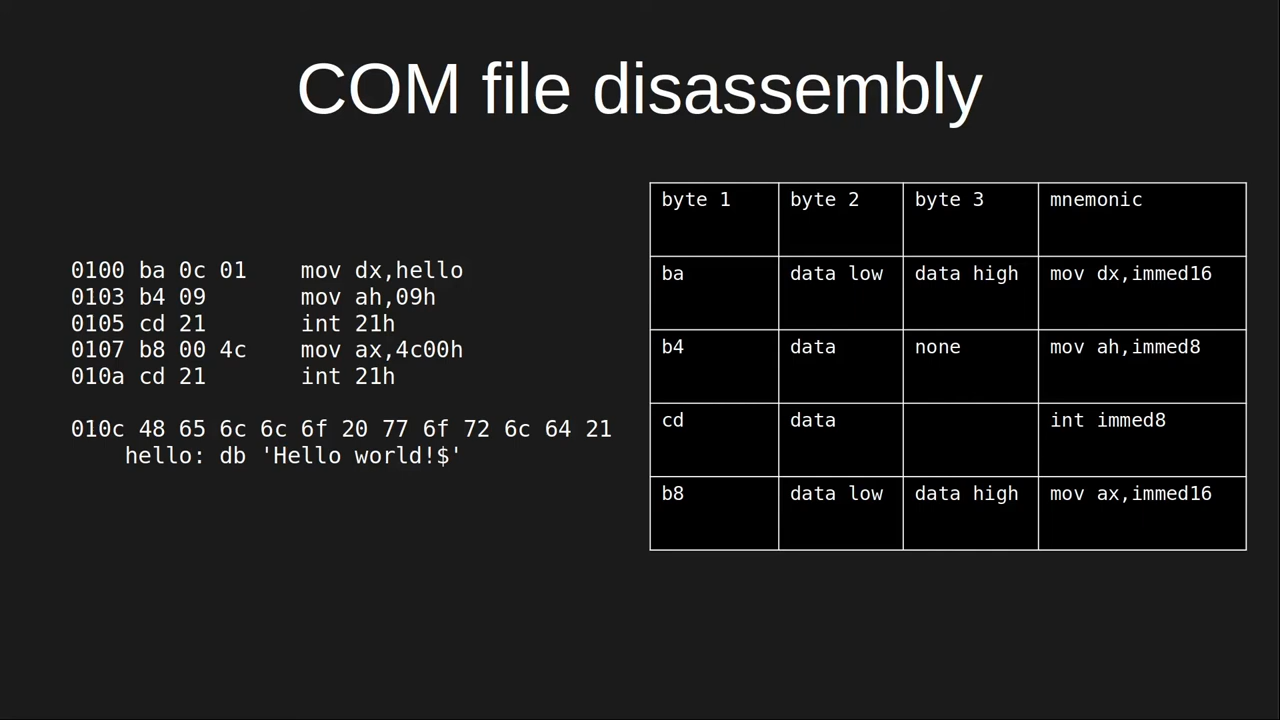 COM file disassembly
0100 ba 0c 01    mov dx,hello
0103 b4 09       mov ah,09h
0105 cd 21       int 21h
0107 b8 00 4c    mov ax,4c00h
010a cd 21       int 21h
010c 48 65 6c 6c 6f 20 77 6f 72 6c 64 21
    hello: db 'Hello world!$'
byte 1 byte 2 byte 3 mnemonic
ba data low data high mov dx,immed16
b4 data none mov ah,immed8
cd data int immed8
b8 data low data high mov ax,immed16